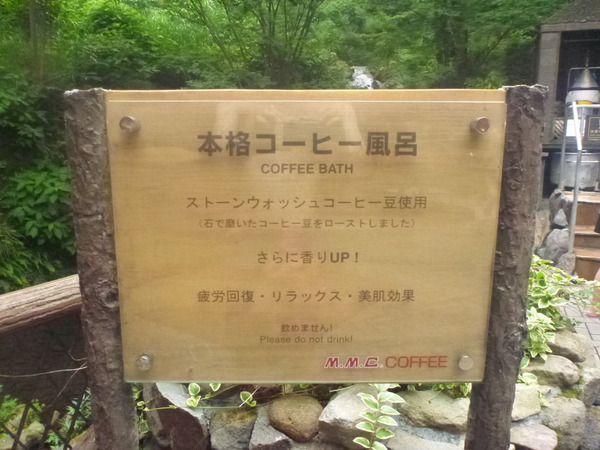 本格コーヒー風呂
COFFEE BATH
ストーンウォッシュコーヒー豆使用
（石で磨いたコーヒー豆をローストしました）
さらに香りUP！
疲労回復・リラックス・美肌効果
飲めません!
Please do not drink!
M.M.C. COFFEE